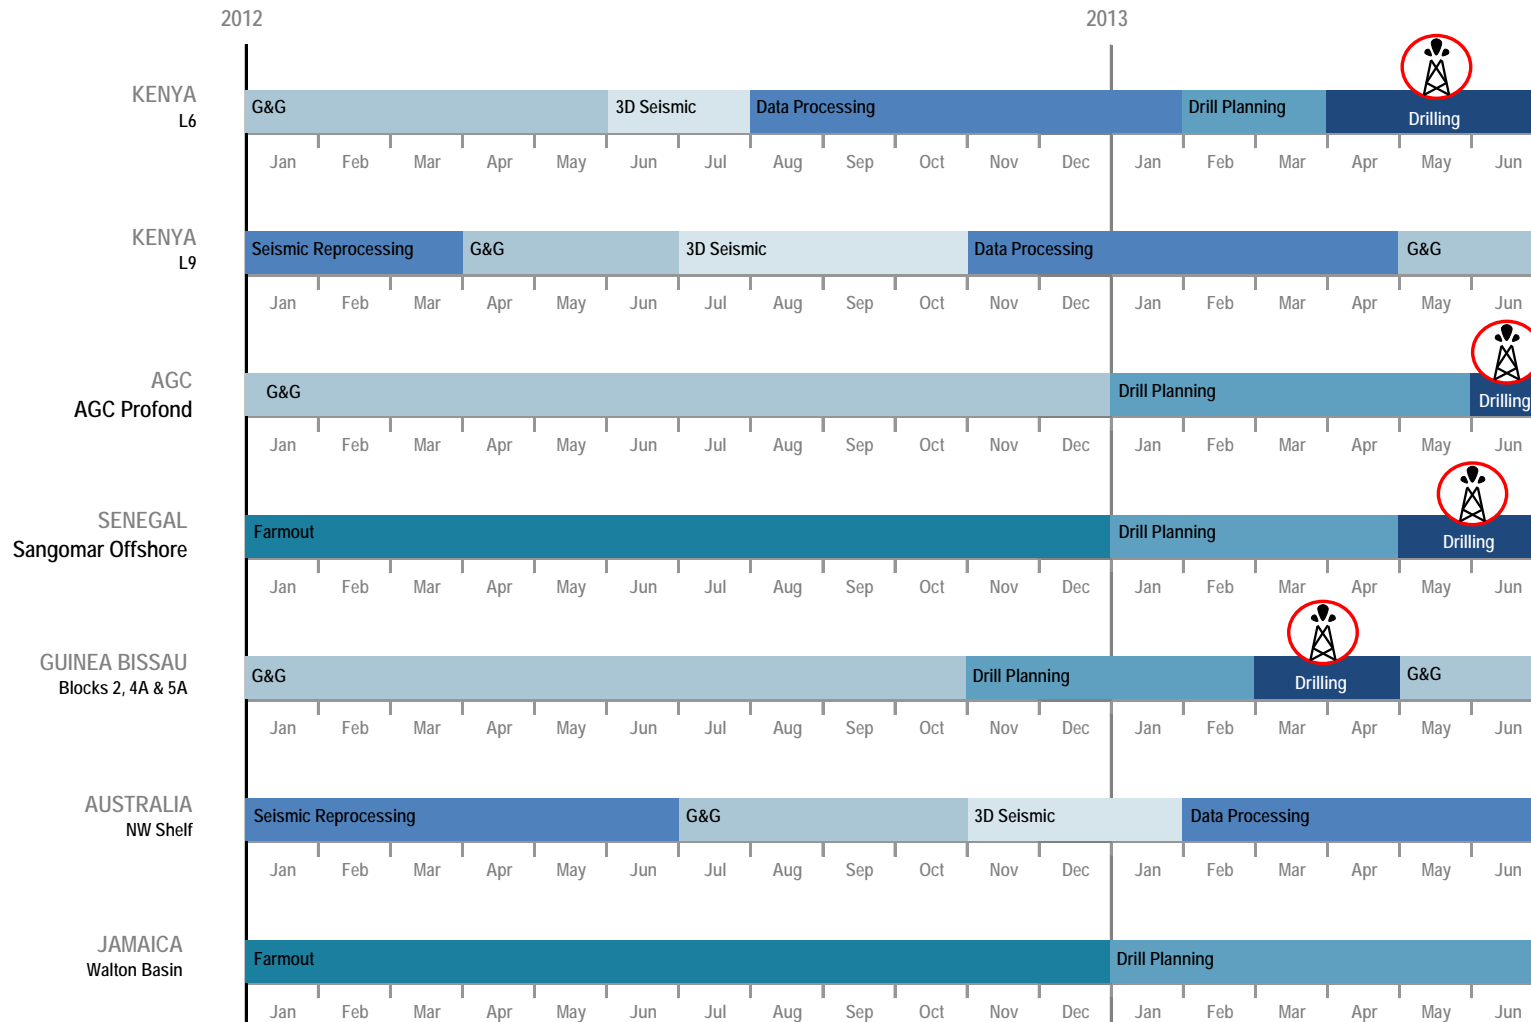 2012 2013
KENYA
L6
G&G 3D Seismic Data Processing Drill Planning Drilling
Jan Feb Mar Apr May Jun Jul Aug Sep Oct Nov Dec Jan Feb Mar Apr May Jun
KENYA
L9
Seismic Reprocessing G&G 3D Seismic Data Processing G&G
Jan Feb Mar Apr May Jun Jul Aug Sep Oct Nov Dec Jan Feb Mar Apr May Jun
AGC
AGC Profond
G&G Drill Planning Drilling
Jan Feb Mar Apr May Jun Jul Aug Sep Oct Nov Dec Jan Feb Mar Apr May Jun
SENEGAL
Sangomar Offshore
Farmout Drill Planning Drilling
Jan Feb Mar Apr May Jun Jul Aug Sep Oct Nov Dec Jan Feb Mar Apr May Jun
GUINEA BISSAU
Blocks 2, 4A & 5A
G&G Drill Planning Drilling G&G
Jan Feb Mar Apr May Jun Jul Aug Sep Oct Nov Dec Jan Feb Mar Apr May Jun
AUSTRALIA
NW Shelf
Seismic Reprocessing G&G 3D Seismic Data Processing
Jan Feb Mar Apr May Jun Jul Aug Sep Oct Nov Dec Jan Feb Mar Apr May Jun
JAMAICA
Walton Basin
Farmout Drill Planning
Jan Feb Mar Apr May Jun Jul Aug Sep Oct Nov Dec Jan Feb Mar Apr May Jun